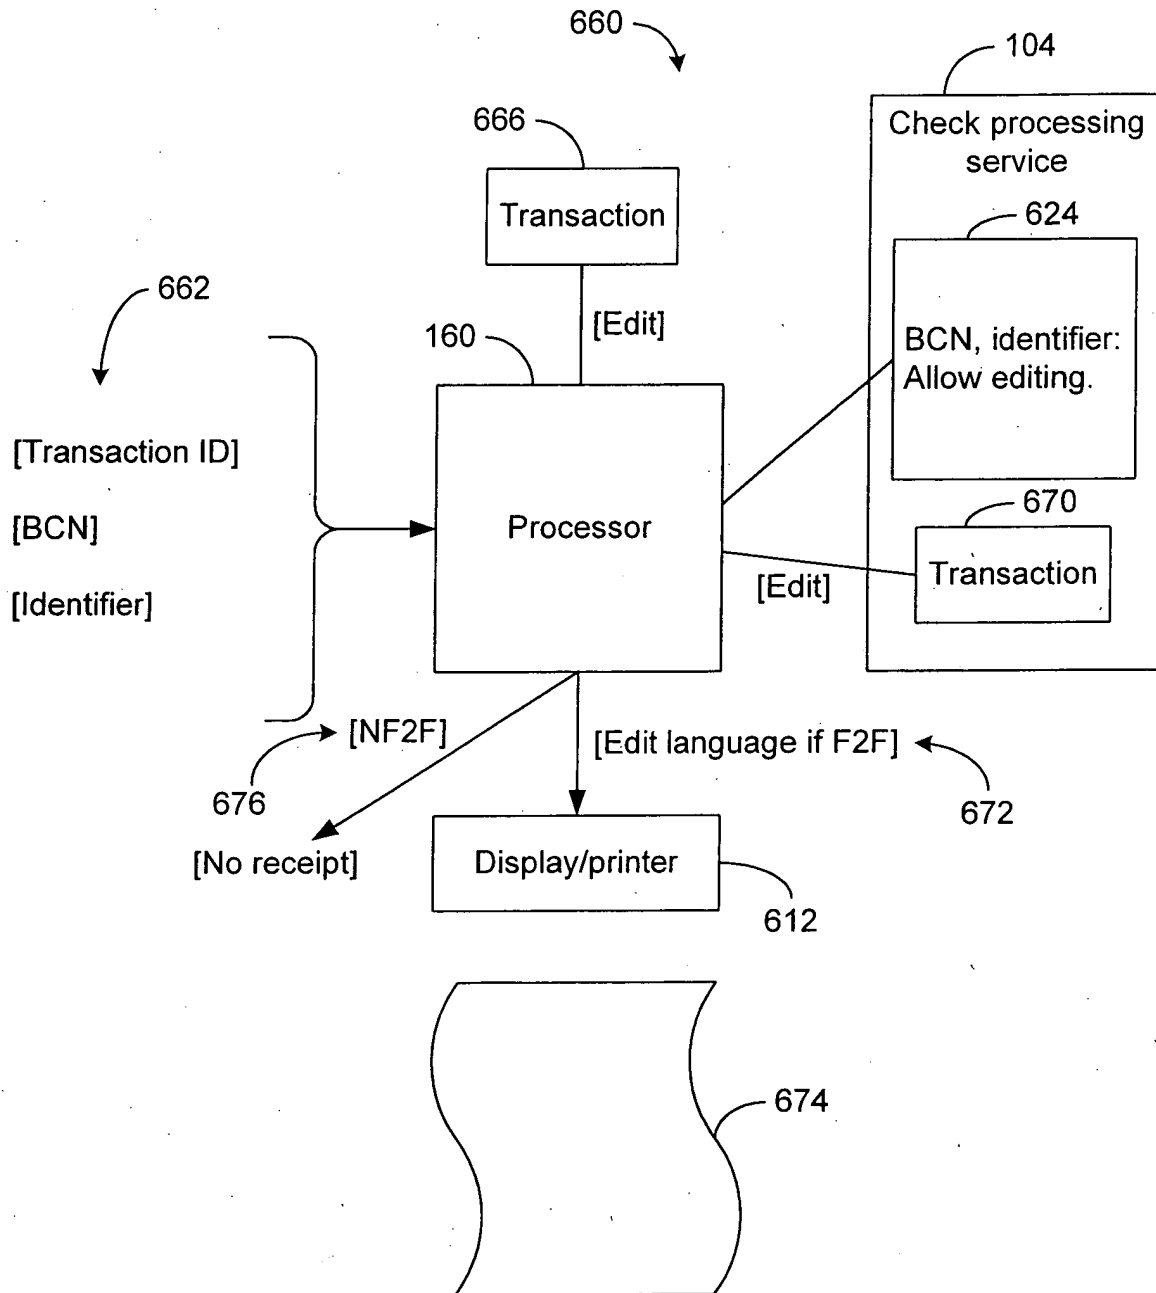 660
104
Check processing
service
666
Transaction
624
662
[Edit]
160
BCN, identifier:
Allow editing.
[Transaction ID]
670
[BCN]
Processor
Transaction
[Edit]
[Identifier]
[NF2F]
[Edit language if F2F]
676
672
[No receipt]
Display/printer
612
674